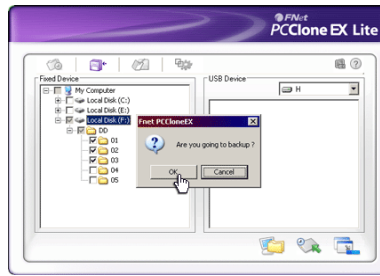 FNet
PCClone EX Lite
Fixed Device
USB Device
My Computer
Local Disk (C:)
Local Disk (E:)
Local Disk (F:)
DD
01
02
03
04
05
H
Fnet PCCloneEX
Are you going to backup ?
OK
Cancel